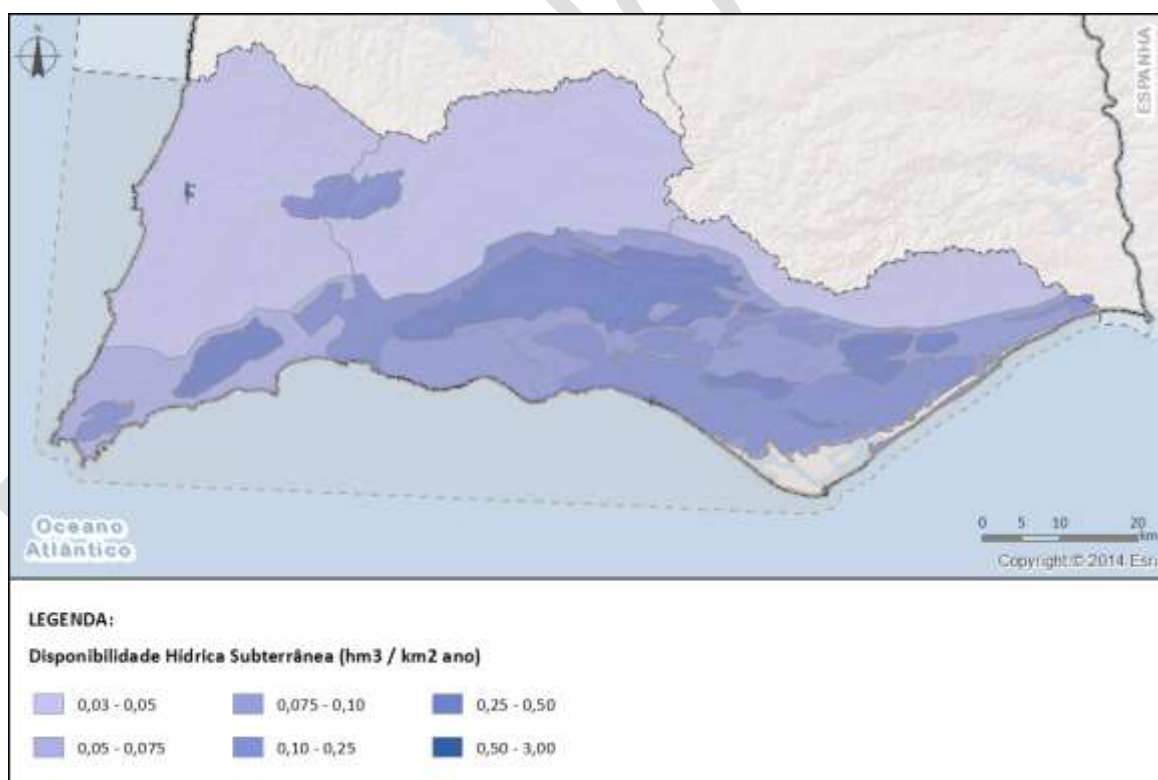 N
ESPANHA
F
Oceano
Atlântico
0 5 10 20
km
Copyright:© 2014 Esri
LEGENDA:
Disponibilidade Hídrica Subterrânea (hm3 / km2 ano)
0,03 - 0,05 0,075 - 0,10 0,25 - 0,50
0,05 - 0,075 0,10 - 0,25 0,50 - 3,00